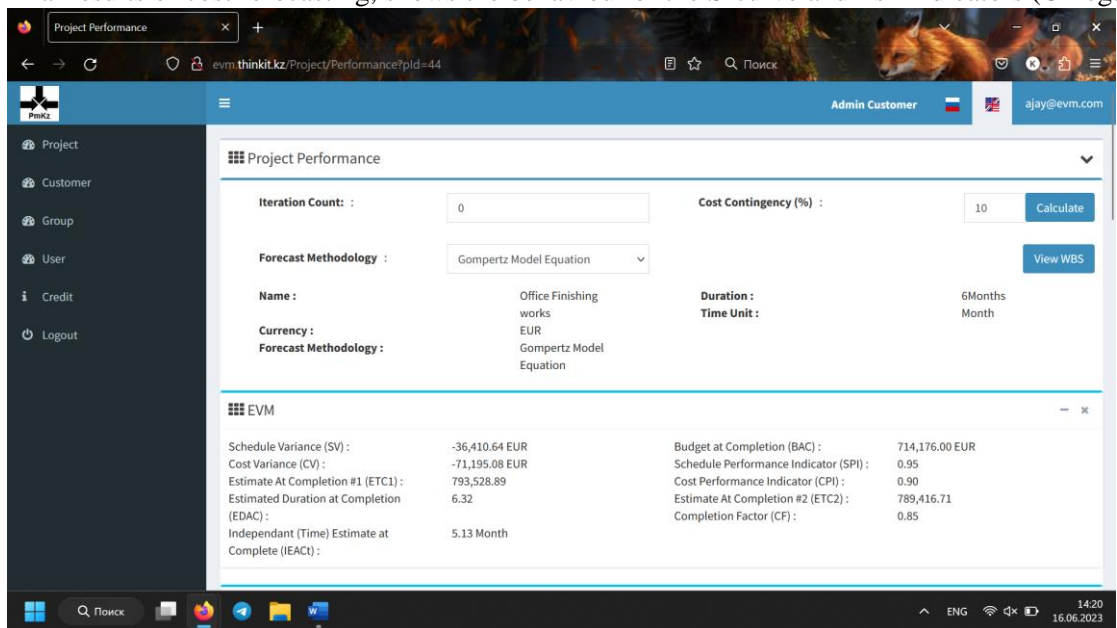 Project Performance
evm.thinkit.kz/Project/Performance?pId=44
Поиск
PmKz
Admin Customer
ajay@evm.com
Project
Customer
Group
User
Credit
Logout
Project Performance
Iteration Count: :
0
Cost Contingency (%) :
10
Calculate
Forecast Methodology :
Gompertz Model Equation
View WBS
Name :
Office Finishing
works
Duration :
6Months
Time Unit :
Month
Currency :
EUR
Forecast Methodology :
Gompertz Model
Equation
EVM
Schedule Variance (SV) :
-36,410.64 EUR
Budget at Completion (BAC) :
714,176.00 EUR
Cost Variance (CV) :
-71,195.08 EUR
Schedule Performance Indicator (SPI) :
0.95
Estimate At Completion #1 (ETC1) :
793,528.89
Cost Performance Indicator (CPI) :
0.90
Estimated Duration at Completion
(EDAC) :
6.32
Estimate At Completion #2 (ETC2) :
789,416.71
Completion Factor (CF) :
0.85
Independant (Time) Estimate at
Complete (IEACt) :
5.13 Month
Поиск
ENG
14:20
16.06.2023